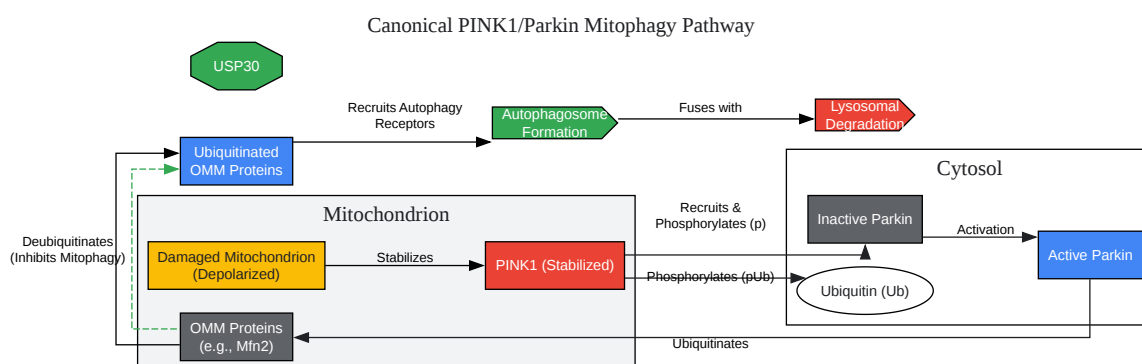 Canonical PINK1/Parkin Mitophagy Pathway
USP30
Recruits Autophagy
Receptors
Autophagosome
Formation
Fuses with
Lysosomal
Degradation
Ubiquitinated
OMM Proteins
Cytosol
Mitochondrion
Recruits &
Phosphorylates (p)
Inactive Parkin
Activation
Active Parkin
Deubiquitinates
(Inhibits Mitophagy)
Damaged Mitochondrion
(Depolarized)
Stabilizes
PINK1 (Stabilized)
Phosphorylates (pUb)
Ubiquitin (Ub)
OMM Proteins
(e.g., Mfn2)
Ubiquitinates